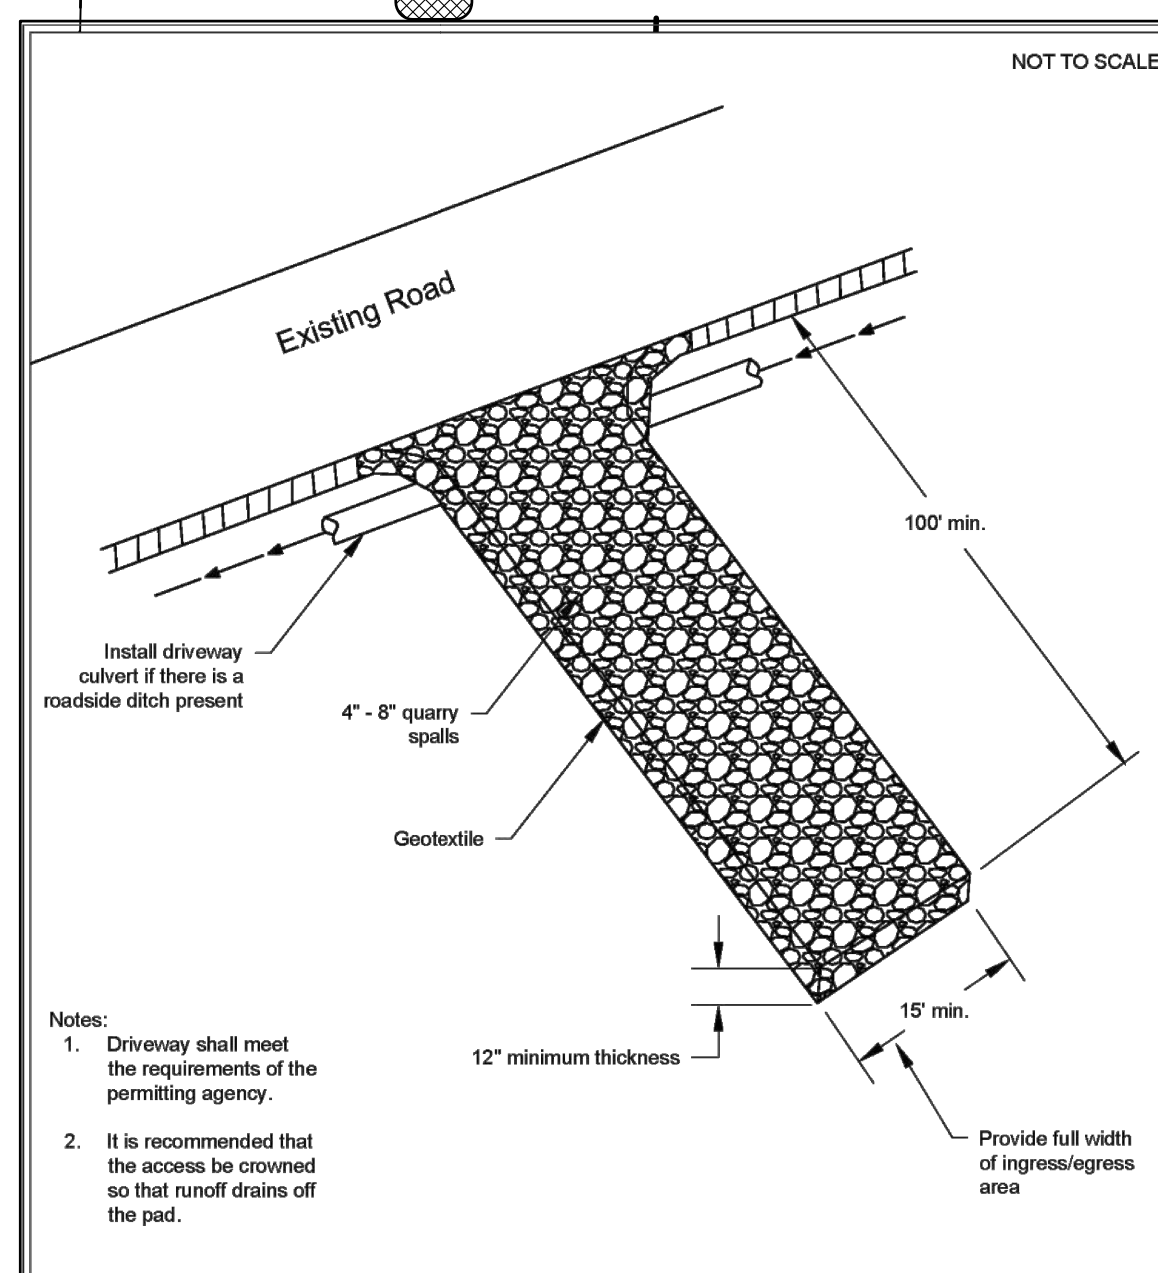 NOT TO SCALE
Existing Road
100' min.
Install driveway
culvert if there is a
roadside ditch present
4" - 8" quarry
spalls
Geotextile
15' min.
12" minimum thickness
Provide full width
of ingress/egress
area
Notes:
1. Driveway shall meet
the requirements of the
permitting agency.
2. It is recommended that
the access be crowned
so that runoff drains off
the pad.